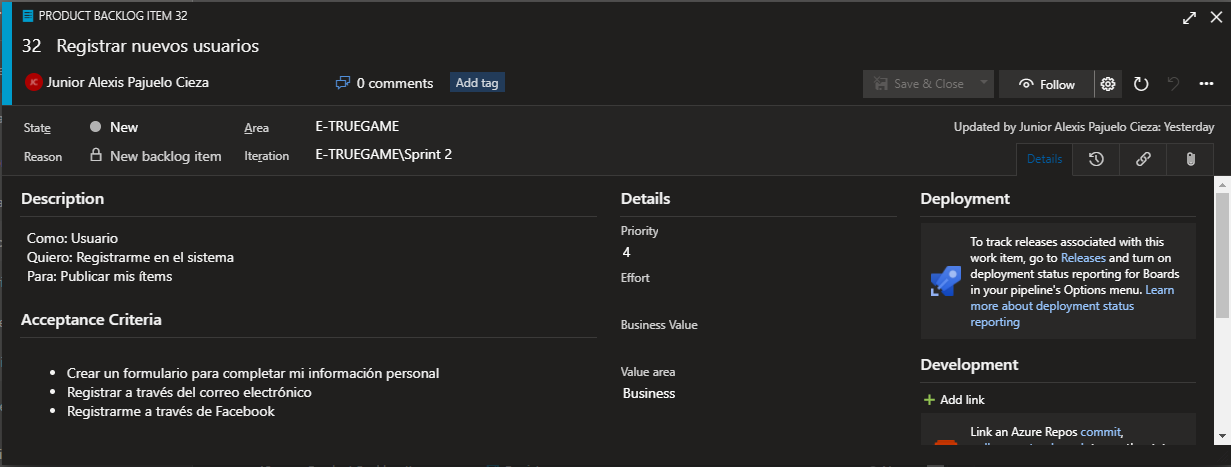 PRODUCT BACKLOG ITEM 32
32 Registrar nuevos usuarios
Junior Alexis Pajuelo Cieza
0 comments
Add tag
Save & Close
Follow
State
New
Area
E-TRUEGAME
Reason
New backlog item
Iteration
E-TRUEGAME\Sprint 2
Updated by Junior Alexis Pajuelo Cieza: Yesterday
Details
Description
Como: Usuario
Quiero: Registrarme en el sistema
Para: Publicar mis ítems
Acceptance Criteria
• Crear un formulario para completar mi información personal
• Registrar a través del correo electrónico
• Registrarme a través de Facebook
Details
Priority
4
Effort
Business Value
Value area
Business
Deployment
To track releases associated with this
work item, go to Releases and turn on
deployment status reporting for Boards
in your pipeline's Options menu. Learn
more about deployment status
reporting
Development
+ Add link
Link an Azure Repos commit,